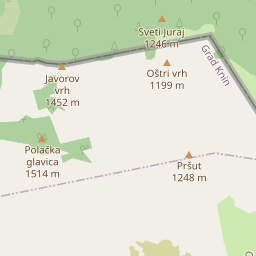 Sveti Juraj
1246 m
Grad Knin
Oštri vrh
1199 m
Javorov
vrh
1452 m
Polačka
glavica
1514 m
Pršut
1248 m